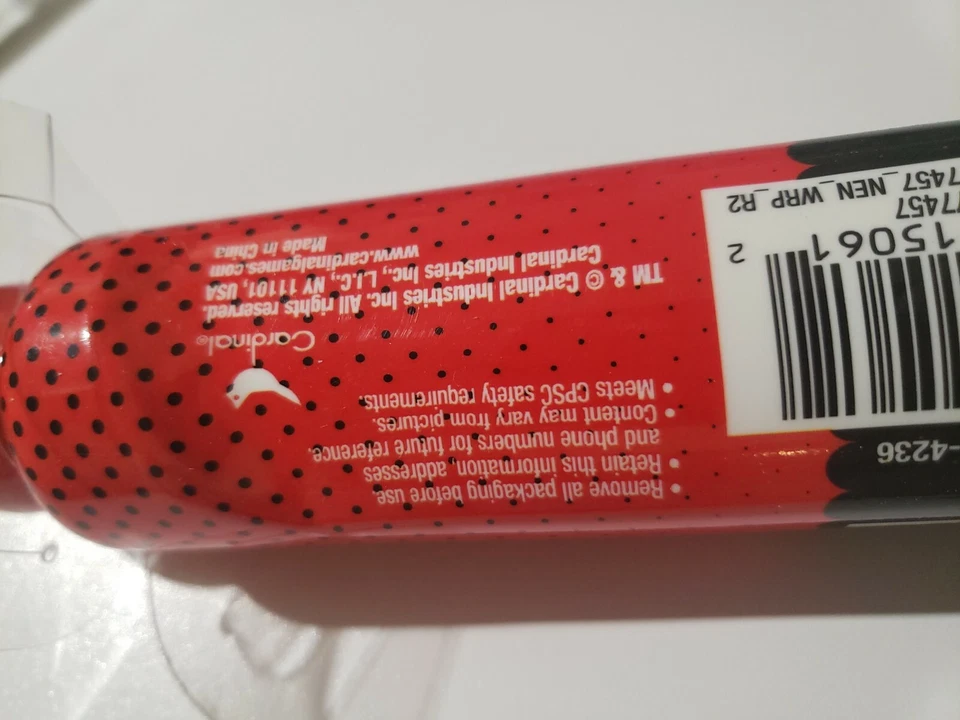 -4236
15061 2
77457
7457_NEN_WRP_R2
• Remove all packaging before use.
• Retain this information, addresses
and phone numbers for future reference.
• Content may vary from pictures.
• Meets CPSC safety requirements.
Cardinal®
TM & © Cardinal Industries Inc. All rights reserved.
Cardinal Industries Inc., L.I.C., NY 11101, USA
www.cardinalgames.com
Made in China